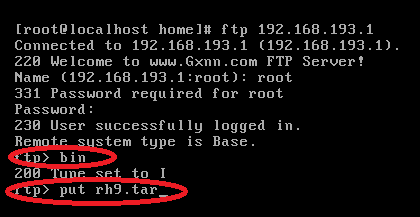 [root@localhost home]# ftp 192.168.193.1
Connected to 192.168.193.1 (192.168.193.1).
220 Welcome to www.Gxnn.com FTP Server!
Name (192.168.193.1:root): root
331 Password required for root
Password:
230 User successfully logged in.
Remote system type is Base.
ftp> bin
200 Type set to I
ftp> put rh9.tar_